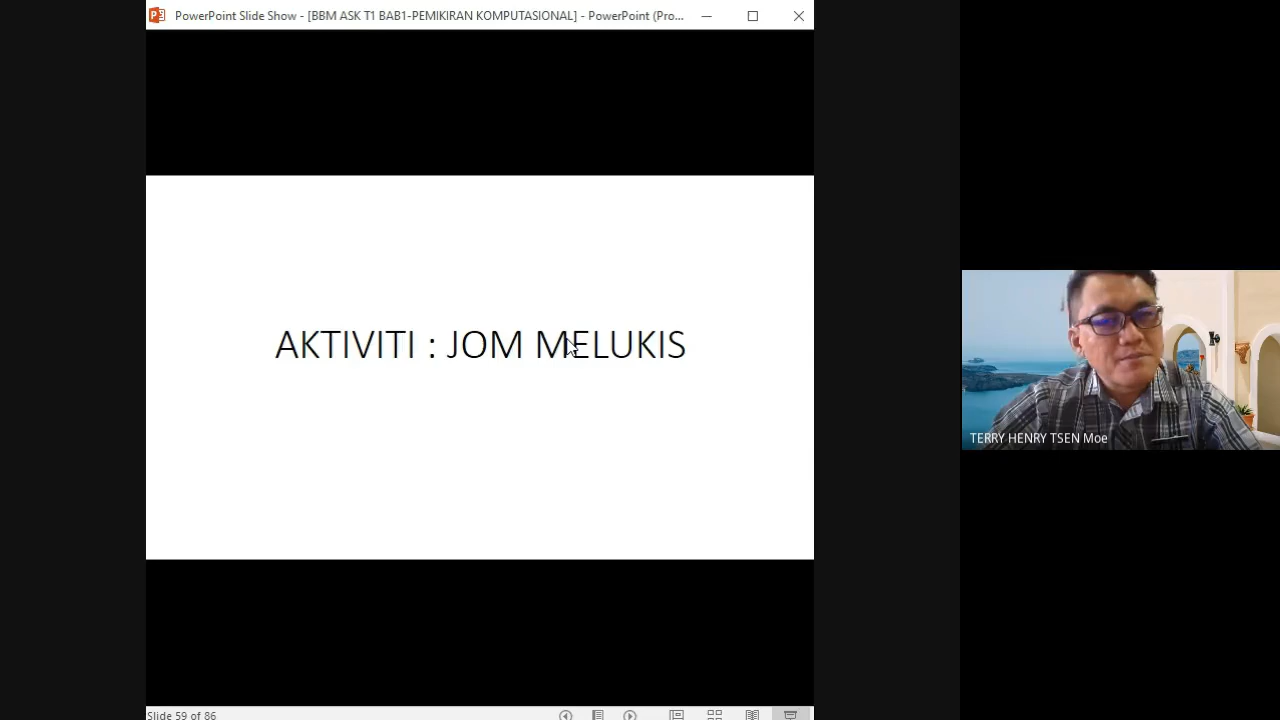 PowerPoint Slide Show - [BBM ASK T1 BAB1-PEMIKIRAN KOMPUTASIONAL] - PowerPoint (Pro...
AKTIVITI : JOM MELUKIS
TERRY HENRY TSEN Moe
Slide 59 of 86